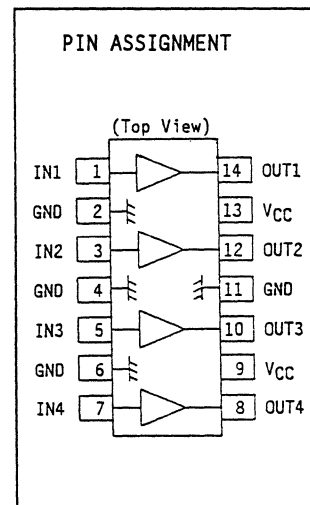 PIN ASSIGNMENT
(Top View)
IN1 1 14 OUT1
GND 2 13 VCC
IN2 3 12 OUT2
GND 4 11 GND
IN3 5 10 OUT3
GND 6 9 VCC
IN4 7 8 OUT4